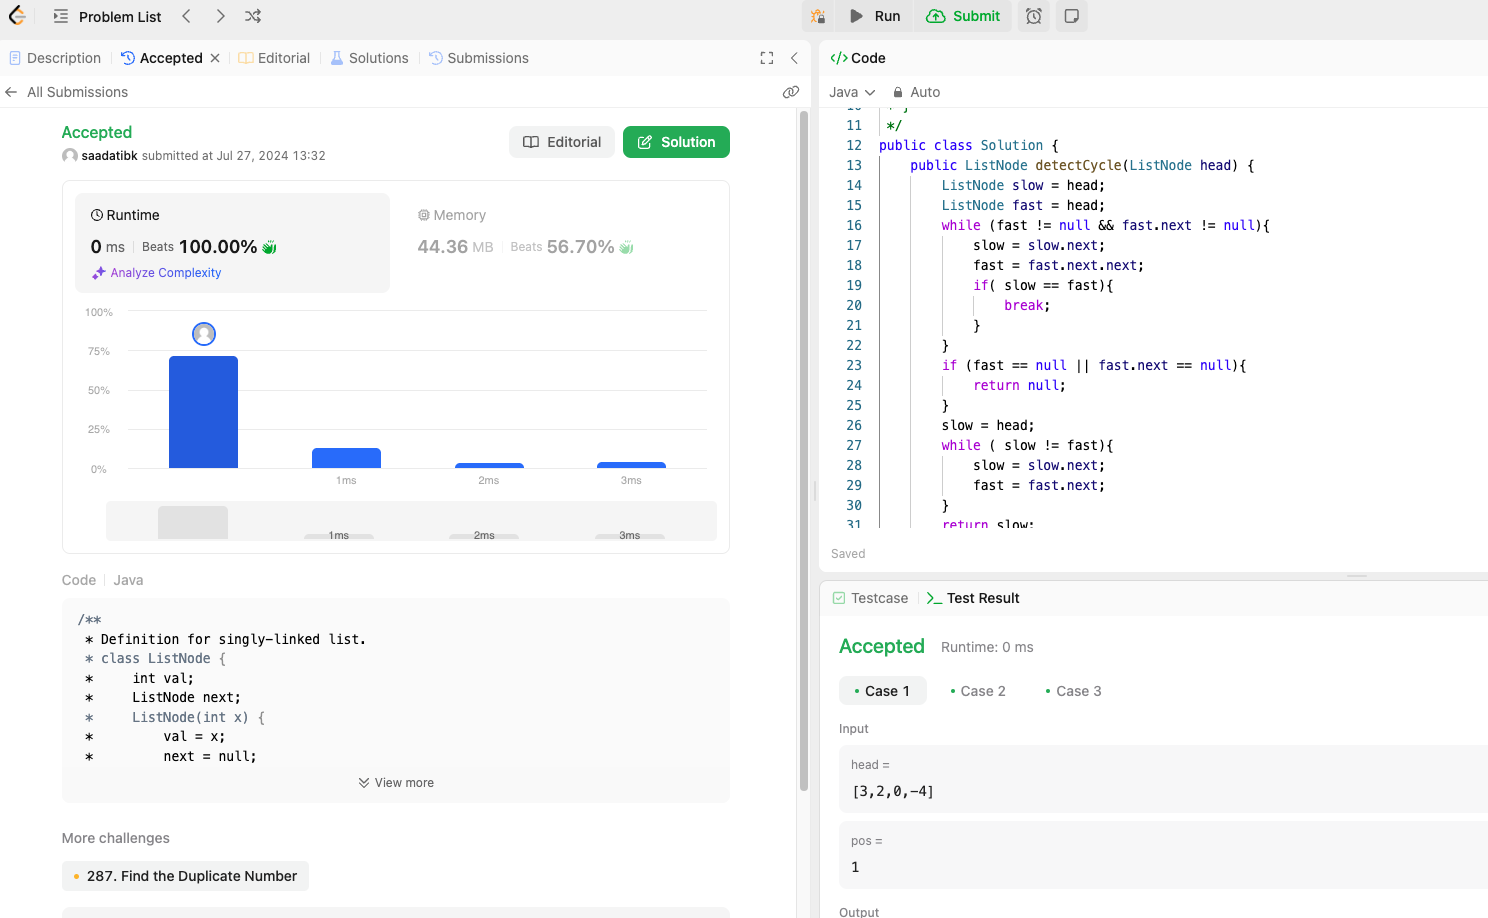 Problem List
Run
Submit
Description
Accepted
Editorial
Solutions
Submissions
All Submissions
Accepted
saadatibk submitted at Jul 27, 2024 13:32
Editorial
Solution
Runtime
0 ms
Beats 100.00%
Analyze Complexity
Memory
44.36 MB
Beats 56.70%
100%
75%
50%
25%
0%
1ms
2ms
3ms
1ms
2ms
3ms
Code
Java
/**
* Definition for singly-linked list.
* class ListNode {
*     int val;
*     ListNode next;
*     ListNode(int x) {
*         val = x;
*         next = null;
View more
More challenges
287. Find the Duplicate Number
</> Code
Java
Auto
10 * }
11 */
12 public class Solution {
13     public ListNode detectCycle(ListNode head) {
14         ListNode slow = head;
15         ListNode fast = head;
16         while (fast != null && fast.next != null){
17             slow = slow.next;
18             fast = fast.next.next;
19             if( slow == fast){
20                 break;
21             }
22         }
23         if (fast == null || fast.next == null){
24             return null;
25         }
26         slow = head;
27         while ( slow != fast){
28             slow = slow.next;
29             fast = fast.next;
30         }
31         return slow;
Saved
Testcase
Test Result
Accepted
Runtime: 0 ms
Case 1
Case 2
Case 3
Input
head =
[3,2,0,-4]
pos =
1
Output